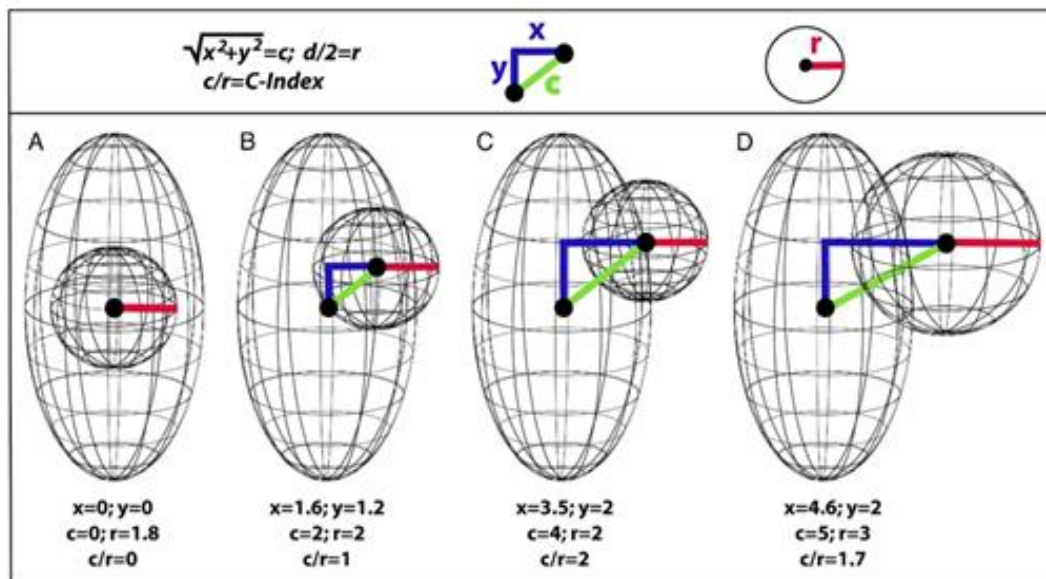 √x²+y²=c; d/2=r
c/r=C-Index
x
y
c
r
A
B
C
D
x=0; y=0
c=0; r=1.8
c/r=0
x=1.6; y=1.2
c=2; r=2
c/r=1
x=3.5; y=2
c=4; r=2
c/r=2
x=4.6; y=2
c=5; r=3
c/r=1.7